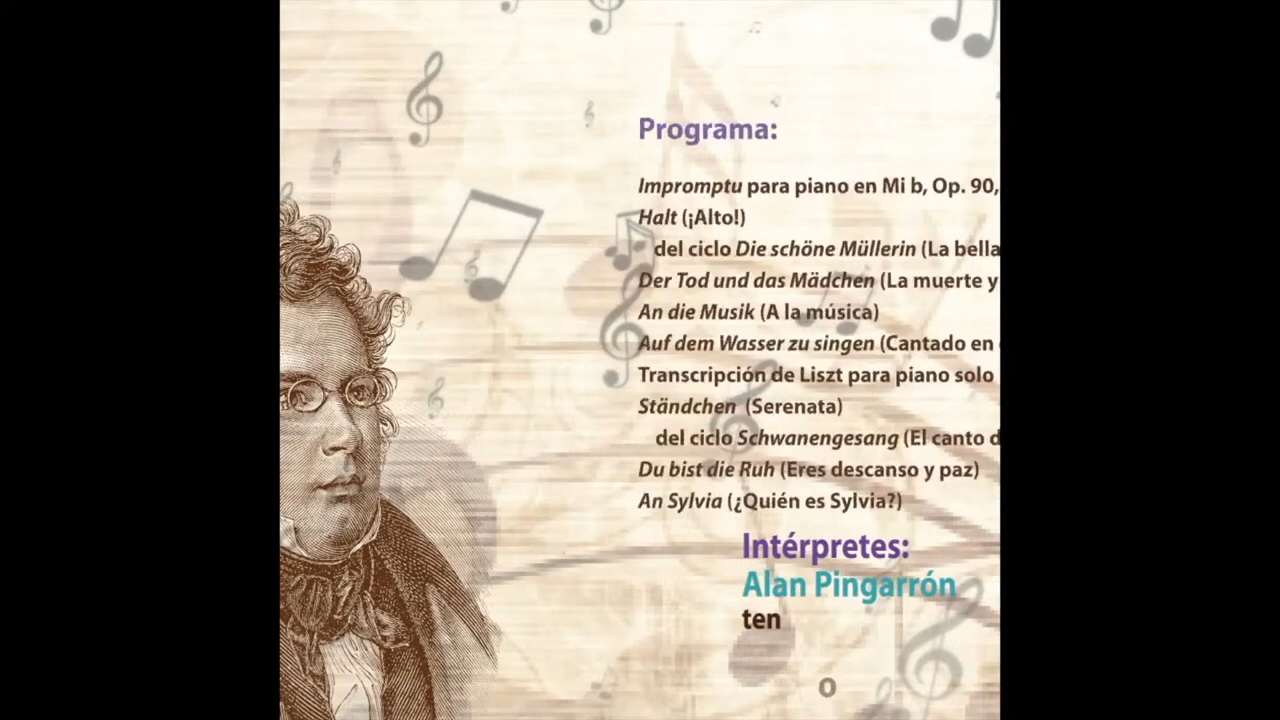 Programa:
Impromptu para piano en Mi b, Op. 90,
Halt (¡Alto!)
del ciclo Die schöne Müllerin (La bella
Der Tod und das Mädchen (La muerte y
An die Musik (A la música)
Auf dem Wasser zu singen (Cantado en
Transcripción de Liszt para piano solo
Ständchen (Serenata)
del ciclo Schwanengesang (El canto d
Du bist die Ruh (Eres descanso y paz)
An Sylvia (¿Quién es Sylvia?)
Intérpretes:
Alan Pingarrón
ten
o